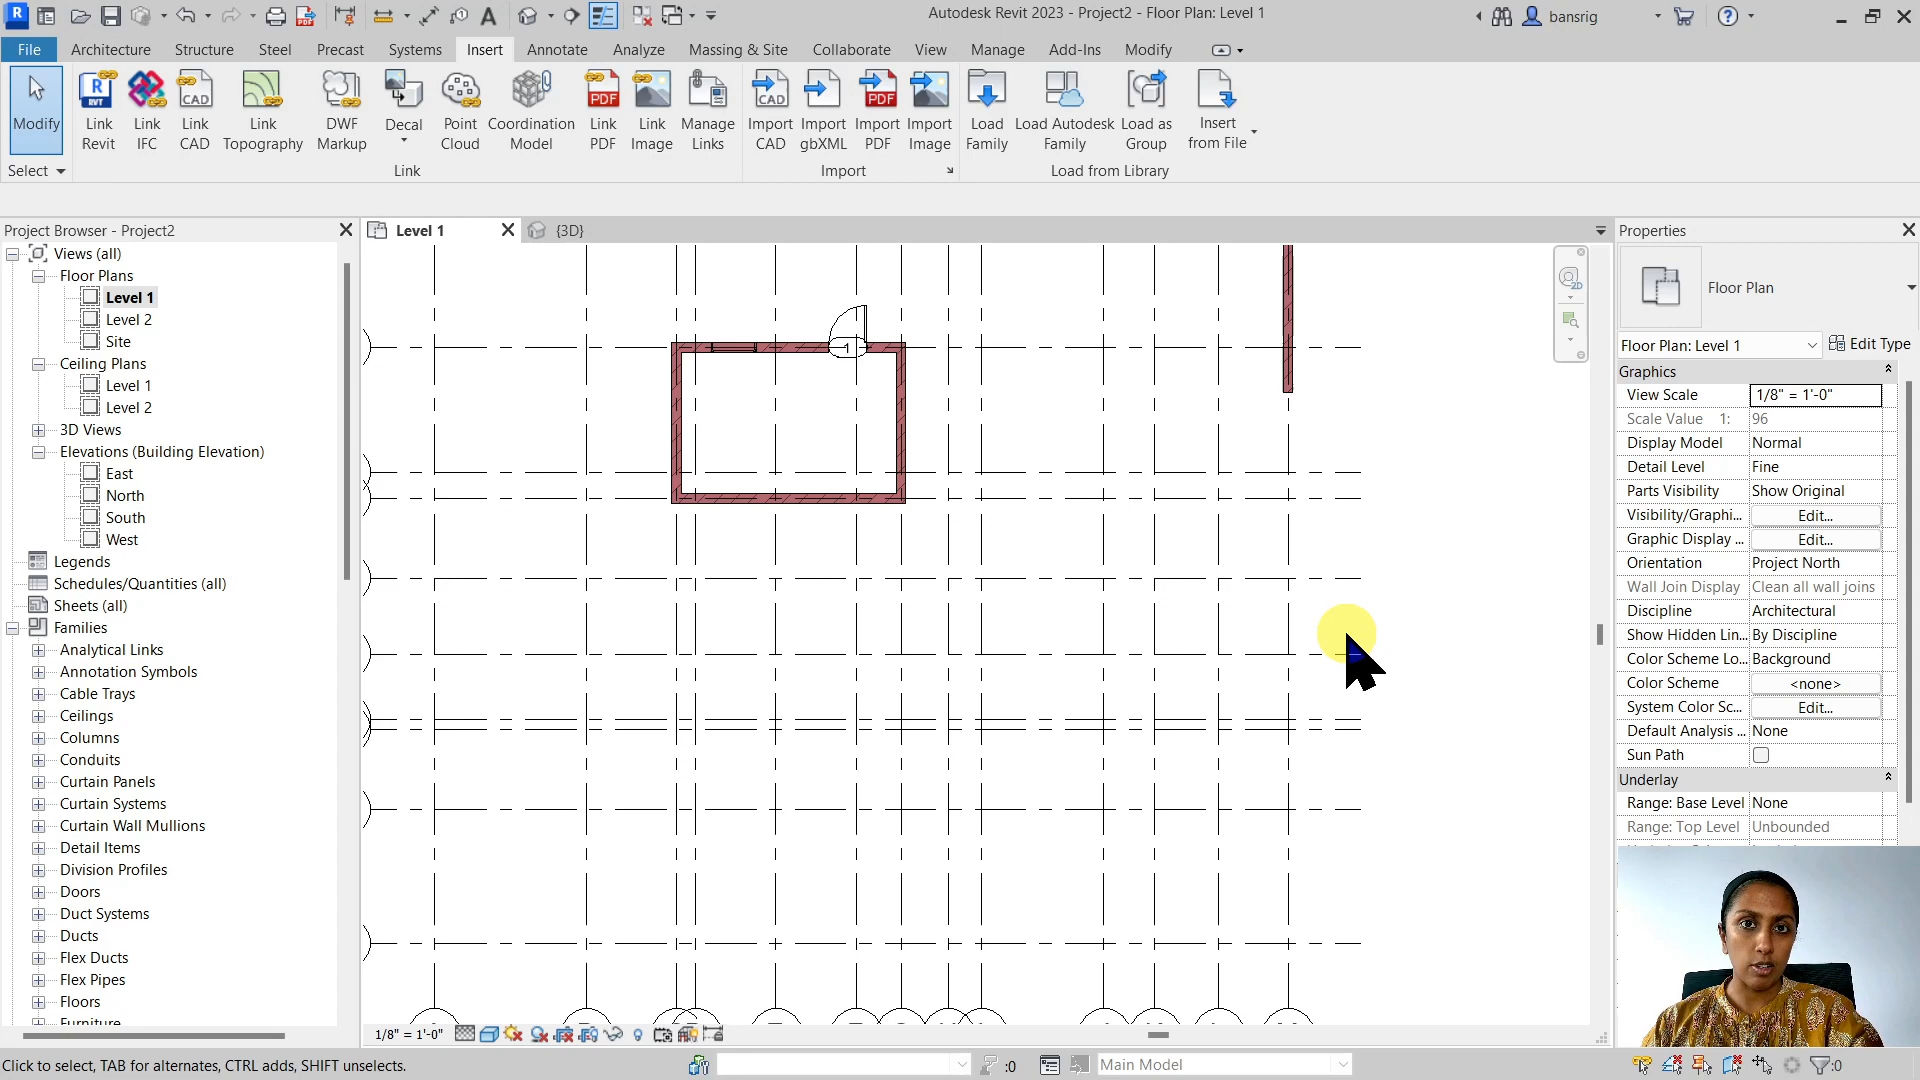 Autodesk Revit 2023 - Project2 - Floor Plan: Level 1
bansrig
File
Architecture
Structure
Steel
Precast
Systems
Insert
Annotate
Analyze
Massing & Site
Collaborate
View
Manage
Add-Ins
Modify
Modify
Link
Revit
Link
IFC
Link
CAD
Link
Topography
DWF
Markup
Decal
Point
Cloud
Coordination
Model
Link
PDF
Link
Image
Manage
Links
Import
CAD
Import
gbXML
Import
PDF
Import
Image
Load
Family
Load Autodesk
Family
Load as
Group
Insert
from File
Select
Link
Import
Load from Library
Project Browser - Project2
Views (all)
Floor Plans
Level 1
Level 2
Site
Ceiling Plans
Level 1
Level 2
3D Views
Elevations (Building Elevation)
East
North
South
West
Legends
Schedules/Quantities (all)
Sheets (all)
Families
Analytical Links
Annotation Symbols
Cable Trays
Ceilings
Columns
Conduits
Curtain Panels
Curtain Systems
Curtain Wall Mullions
Detail Items
Division Profiles
Doors
Duct Systems
Ducts
Flex Ducts
Flex Pipes
Floors
Furniture
Level 1
{3D}
1
1/8" = 1'-0"
Properties
Floor Plan
Floor Plan: Level 1
Edit Type
Graphics
View Scale 1/8" = 1'-0"
Scale Value 1: 96
Display Model Normal
Detail Level Fine
Parts Visibility Show Original
Visibility/Graphi... Edit...
Graphic Display ... Edit...
Orientation Project North
Wall Join Display Clean all wall joins
Discipline Architectural
Show Hidden Lin... By Discipline
Color Scheme Lo... Background
Color Scheme <none>
System Color Sc... Edit...
Default Analysis ... None
Sun Path
Underlay
Range: Base Level None
Range: Top Level Unbounded
Click to select, TAB for alternates, CTRL adds, SHIFT unselects.
:0
Main Model
:0